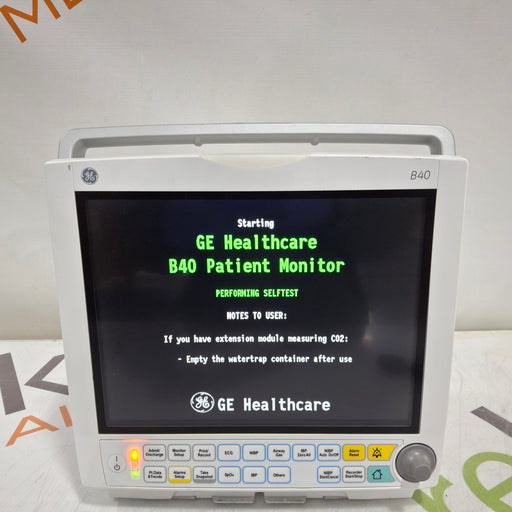 GE
B40
Starting
GE Healthcare
B40 Patient Monitor
PERFORMING SELFTEST
NOTES TO USER:
If you have extension module measuring CO2:
- Empty the watertrap container after use
GE GE Healthcare
Admit/ Discharge
Monitor Setup
Print/ Record
ECG
NIBP
Airway Gas
IBP Zero All
NIBP Auto On/Off
Alarm Reset
Pt Data & Trends
Alarms Setup
Take Snapshot
SpO₂
IBP
Others
NIBP Start/Cancel
Recorder Start/Stop